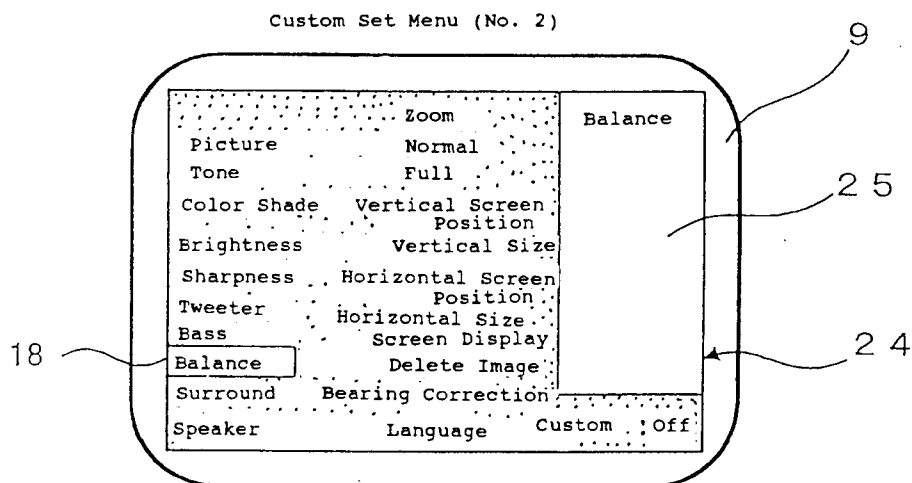 Custom Set Menu (No. 2)
9
Zoom
Balance
Picture
Normal
Tone
Full
25
Color Shade
Vertical Screen
Position
Brightness
Vertical Size
Sharpness
Horizontal Screen
Position
Tweeter
Horizontal Size
Bass
Screen Display
18
Balance
Delete Image
24
Surround
Bearing Correction
Speaker
Language
Custom
Off